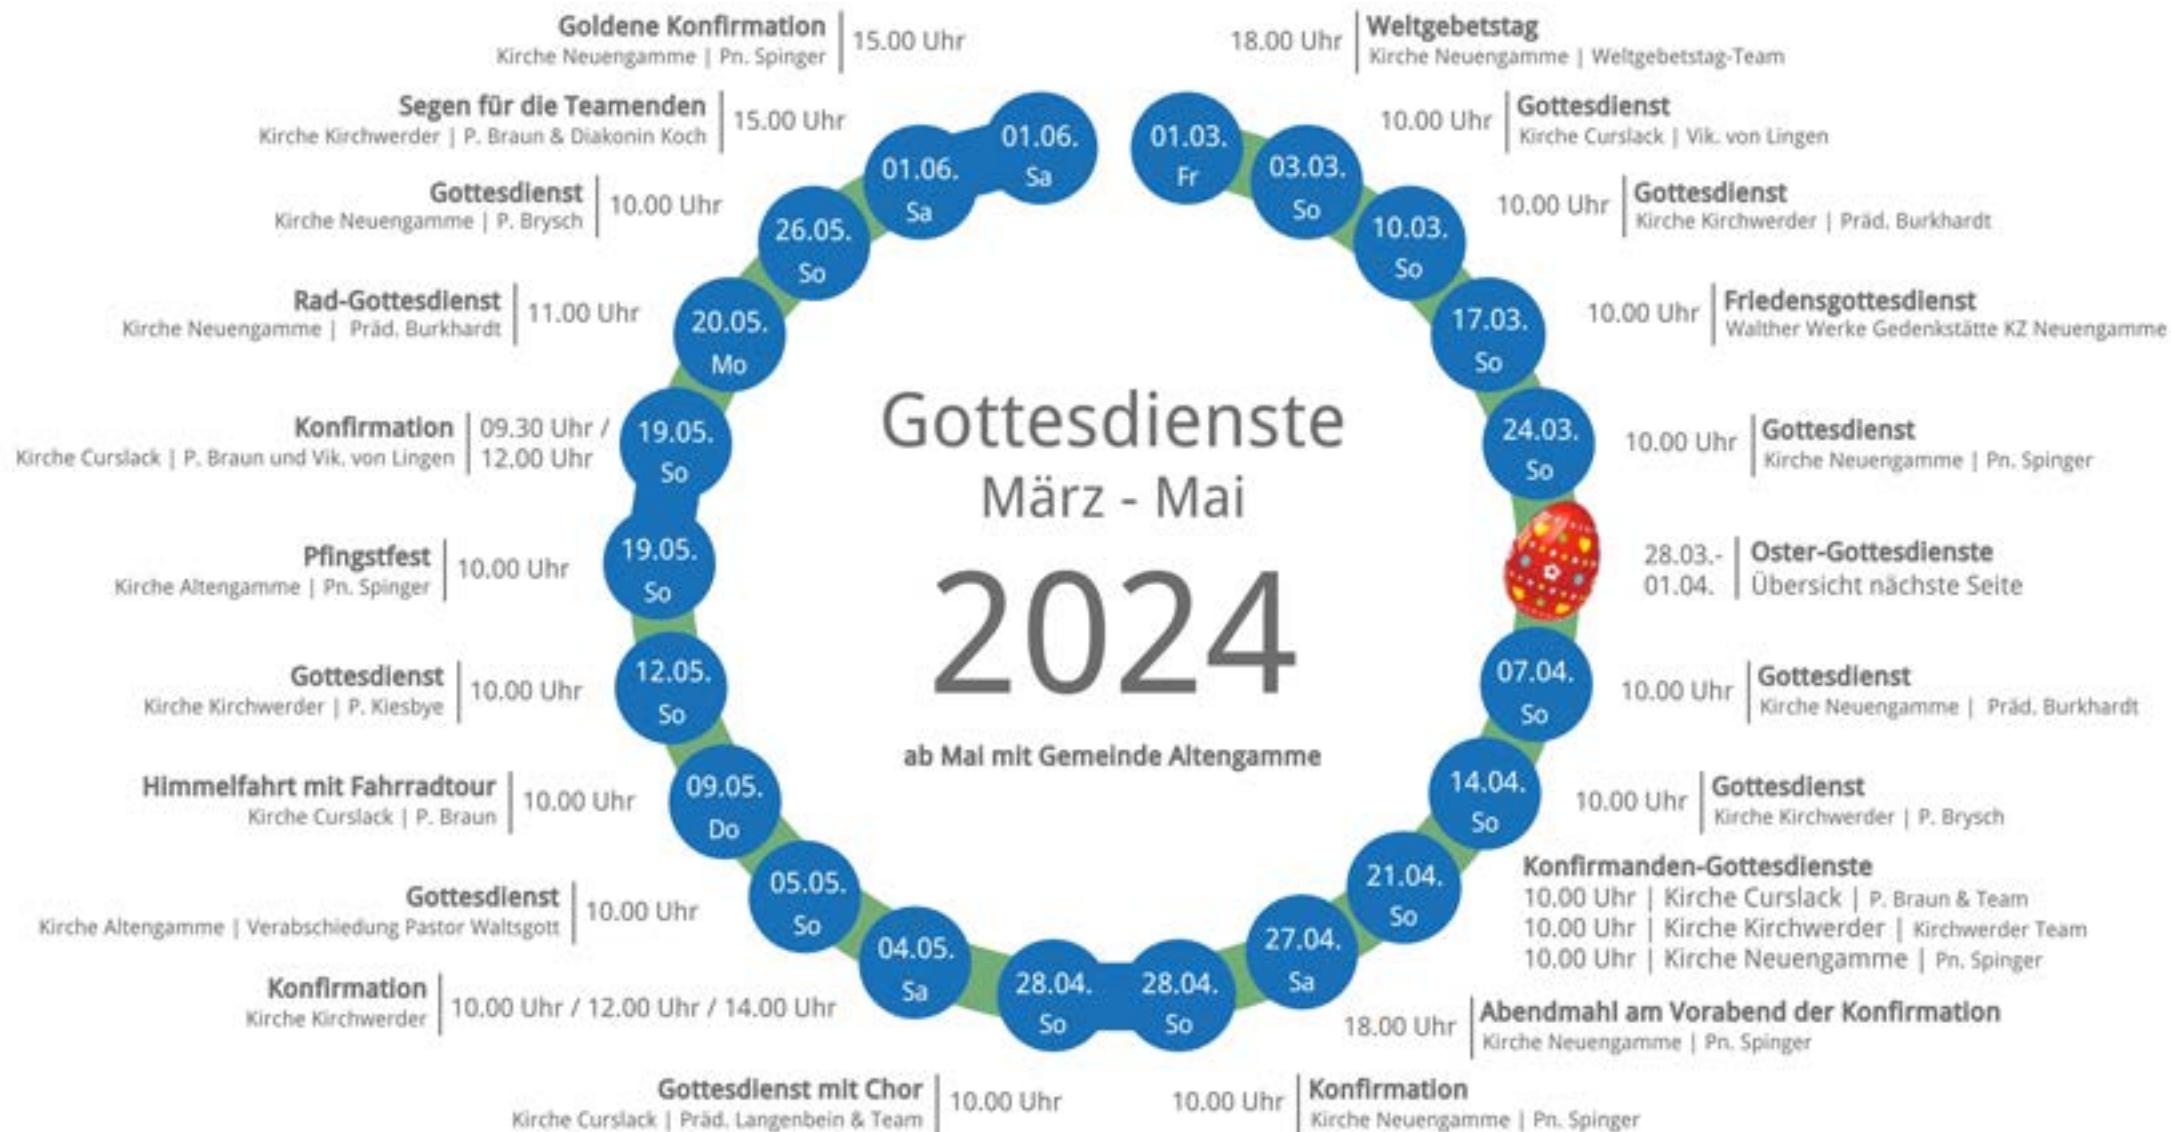 Gottesdienste
März - Mai
2024
ab Mai mit Gemeinde Altengamme
01.03.
Fr
18.00 Uhr
Weltgebetstag
Kirche Neuengamme | Weltgebetstag-Team
03.03.
So
10.00 Uhr
Gottesdienst
Kirche Curslack | Vik. von Lingen
10.03.
So
10.00 Uhr
Gottesdienst
Kirche Kirchwerder | Präd. Burkhardt
17.03.
So
10.00 Uhr
Friedensgottesdienst
Walther Werke Gedenkstätte KZ Neuengamme
24.03.
So
10.00 Uhr
Gottesdienst
Kirche Neuengamme | Pn. Spinger
28.03.-
01.04.
Oster-Gottesdienste
Übersicht nächste Seite
07.04.
So
10.00 Uhr
Gottesdienst
Kirche Neuengamme | Präd. Burkhardt
14.04.
So
10.00 Uhr
Gottesdienst
Kirche Kirchwerder | P. Brysch
21.04.
So
Konfirmanden-Gottesdienste
10.00 Uhr | Kirche Curslack | P. Braun & Team
10.00 Uhr | Kirche Kirchwerder | Kirchwerder Team
10.00 Uhr | Kirche Neuengamme | Pn. Spinger
27.04.
Sa
18.00 Uhr
Abendmahl am Vorabend der Konfirmation
Kirche Neuengamme | Pn. Spinger
28.04.
So
10.00 Uhr
Konfirmation
Kirche Neuengamme | Pn. Spinger
28.04.
So
Gottesdienst mit Chor
Kirche Curslack | Präd. Langenbein & Team
10.00 Uhr
04.05.
Sa
Konfirmation
Kirche Kirchwerder
10.00 Uhr / 12.00 Uhr / 14.00 Uhr
05.05.
So
Gottesdienst
Kirche Altengamme | Verabschiedung Pastor Waltsgott
10.00 Uhr
09.05.
Do
Himmelfahrt mit Fahrradtour
Kirche Curslack | P. Braun
10.00 Uhr
12.05.
So
Gottesdienst
Kirche Kirchwerder | P. Kiesbye
10.00 Uhr
19.05.
So
Pfingstfest
Kirche Altengamme | Pn. Spinger
10.00 Uhr
19.05.
So
Konfirmation
Kirche Curslack | P. Braun und Vik. von Lingen
09.30 Uhr /
12.00 Uhr
20.05.
Mo
Rad-Gottesdienst
Kirche Neuengamme | Präd. Burkhardt
11.00 Uhr
26.05.
So
Gottesdienst
Kirche Neuengamme | P. Brysch
10.00 Uhr
01.06.
Sa
Segen für die Teamenden
Kirche Kirchwerder | P. Braun & Diakonin Koch
15.00 Uhr
01.06.
Sa
Goldene Konfirmation
Kirche Neuengamme | Pn. Spinger
15.00 Uhr